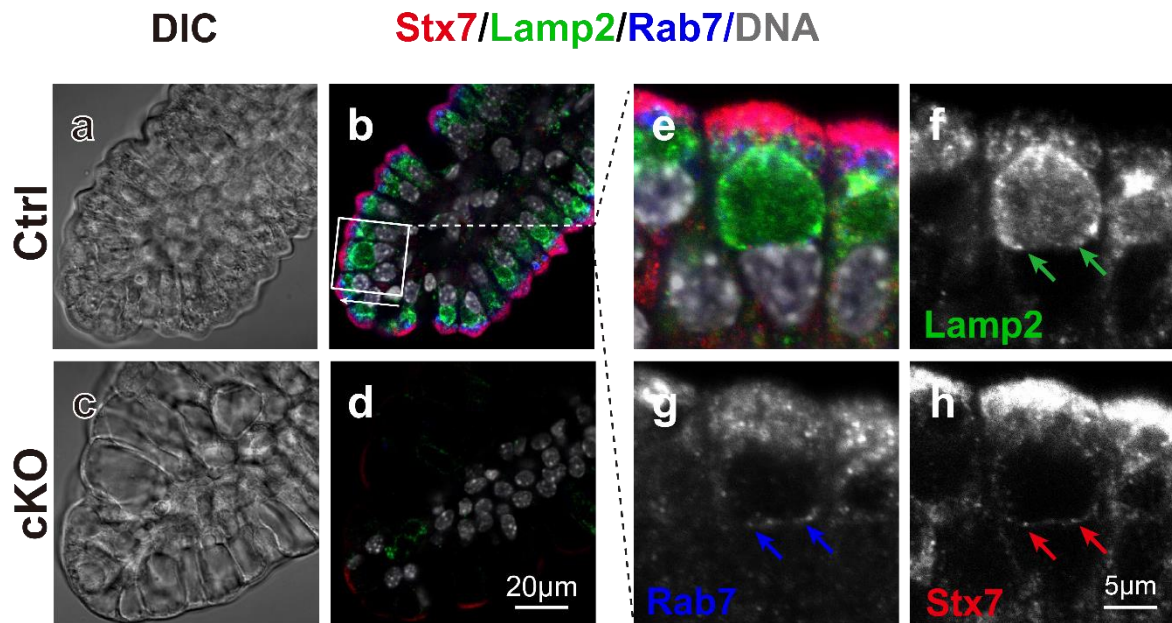 DIC
Stx7/Lamp2/Rab7/DNA
Ctrl
a
b
e
f
Lamp2
cKO
c
d
20µm
g
Rab7
h
Stx7
5µm